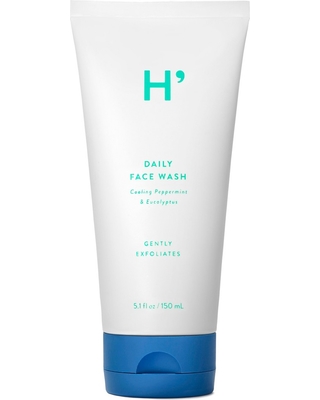 H’
DAILY
FACE WASH
Cooling Peppermint
& Eucalyptus
GENTLY
EXFOLIATES
5.1 fl oz / 150 mL